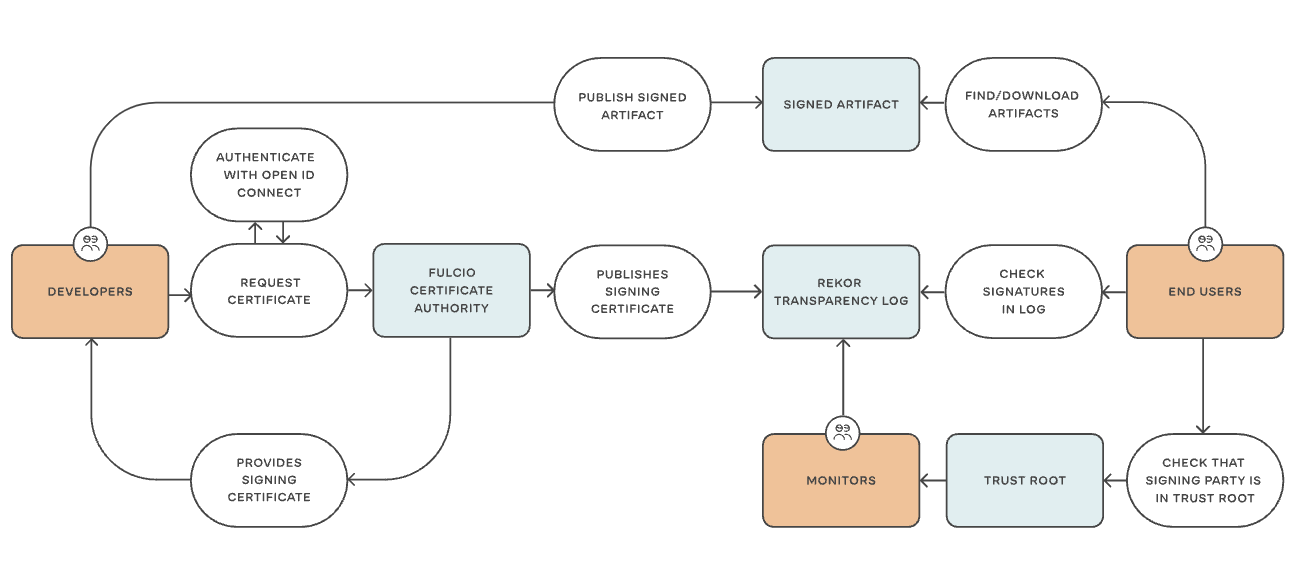 PUBLISH SIGNED
ARTIFACT
SIGNED ARTIFACT
FIND/DOWNLOAD
ARTIFACTS
AUTHENTICATE
WITH OPEN ID
CONNECT
DEVELOPERS
REQUEST
CERTIFICATE
FULCIO
CERTIFICATE
AUTHORITY
PUBLISHES
SIGNING
CERTIFICATE
REKOR
TRANSPARENCY LOG
CHECK
SIGNATURES
IN LOG
END USERS
PROVIDES
SIGNING
CERTIFICATE
MONITORS
TRUST ROOT
CHECK THAT
SIGNING PARTY IS
IN TRUST ROOT